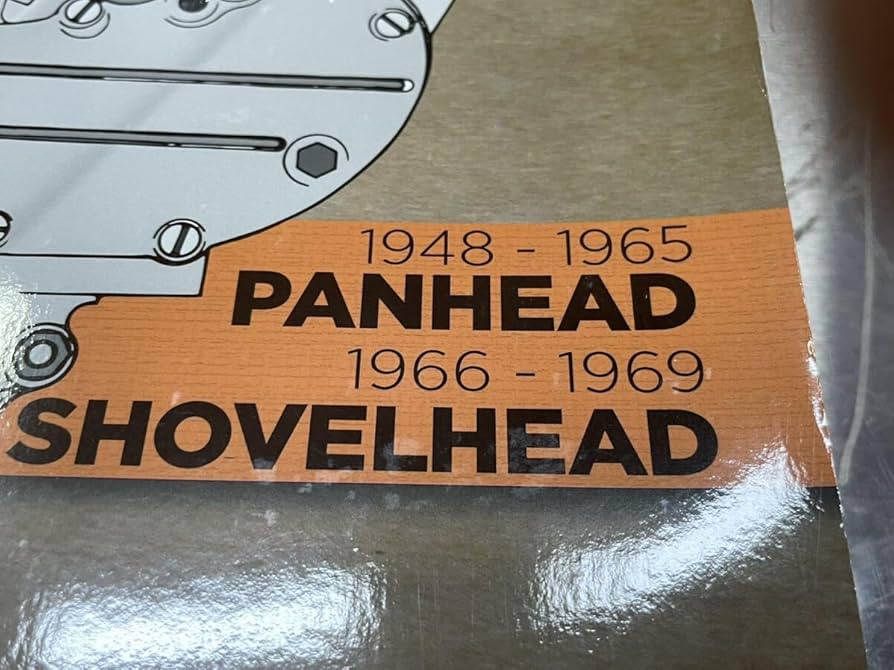 1948 - 1965
PANHEAD
1966 - 1969
SHOVELHEAD